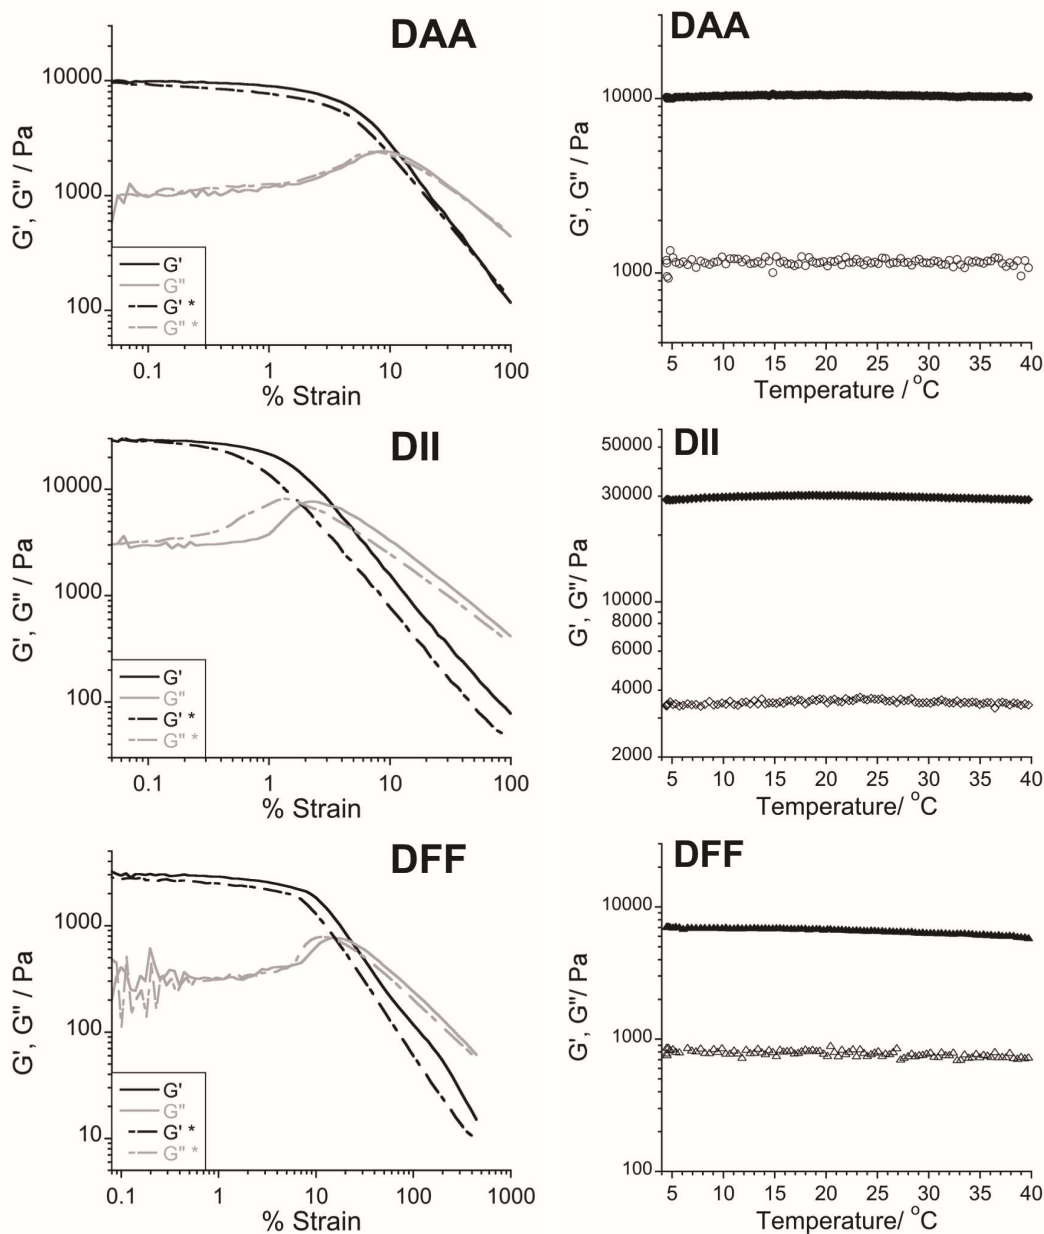 DAA
10000
1000
100
G', G" / Pa
G'
G"
G' *
G" *
0.1
1
10
100
% Strain
DAA
10000
1000
G', G" / Pa
5
10
15
20
25
30
35
40
Temperature / °C
DII
10000
1000
100
G', G" / Pa
G'
G"
G' *
G" *
0.1
1
10
100
% Strain
DII
50000
30000
10000
8000
6000
4000
2000
G', G"/ Pa
5
10
15
20
25
30
35
40
Temperature/ °C
DFF
1000
100
10
G', G" / Pa
G'
G"
G' *
G" *
0.1
1
10
100
1000
% Strain
DFF
10000
1000
100
G', G"/ Pa
5
10
15
20
25
30
35
40
Temperature/ °C